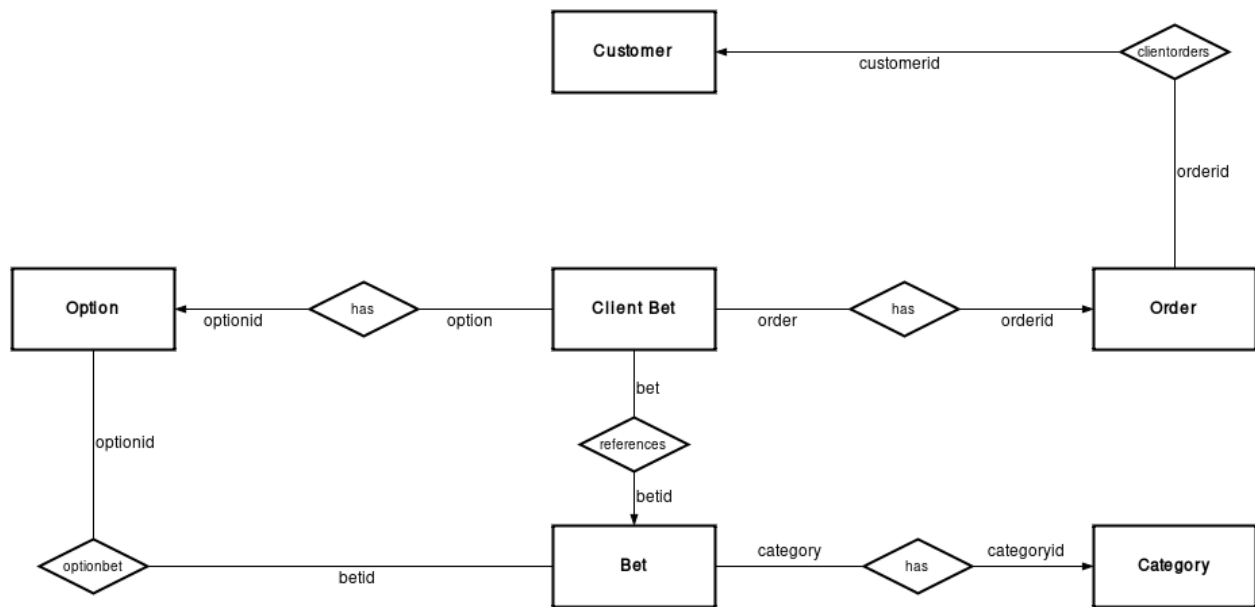 Customer
clientorders
customerid
orderid
Option
has
Client Bet
has
Order
optionid
option
order
orderid
bet
optionid
references
betid
category
categoryid
optionbet
Bet
has
Category
betid